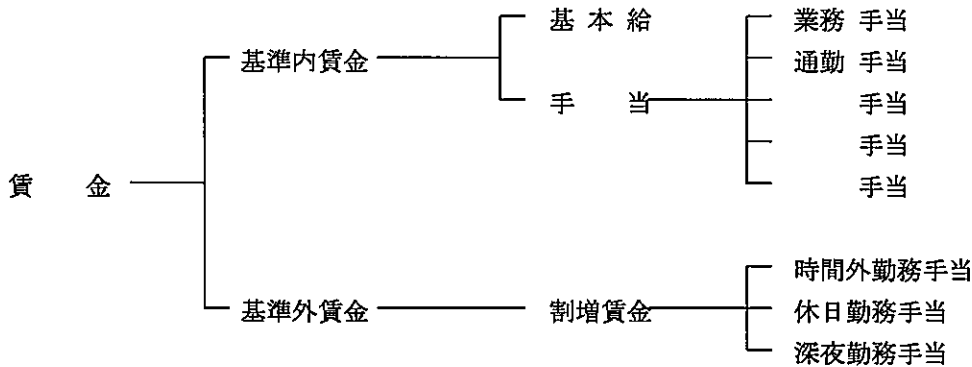 基 本 給
業務 手当
基準内賃金
通勤 手当
手 当
手当
手当
賃 金
手当
時間外勤務手当
基準外賃金
割増賃金
休日勤務手当
深夜勤務手当